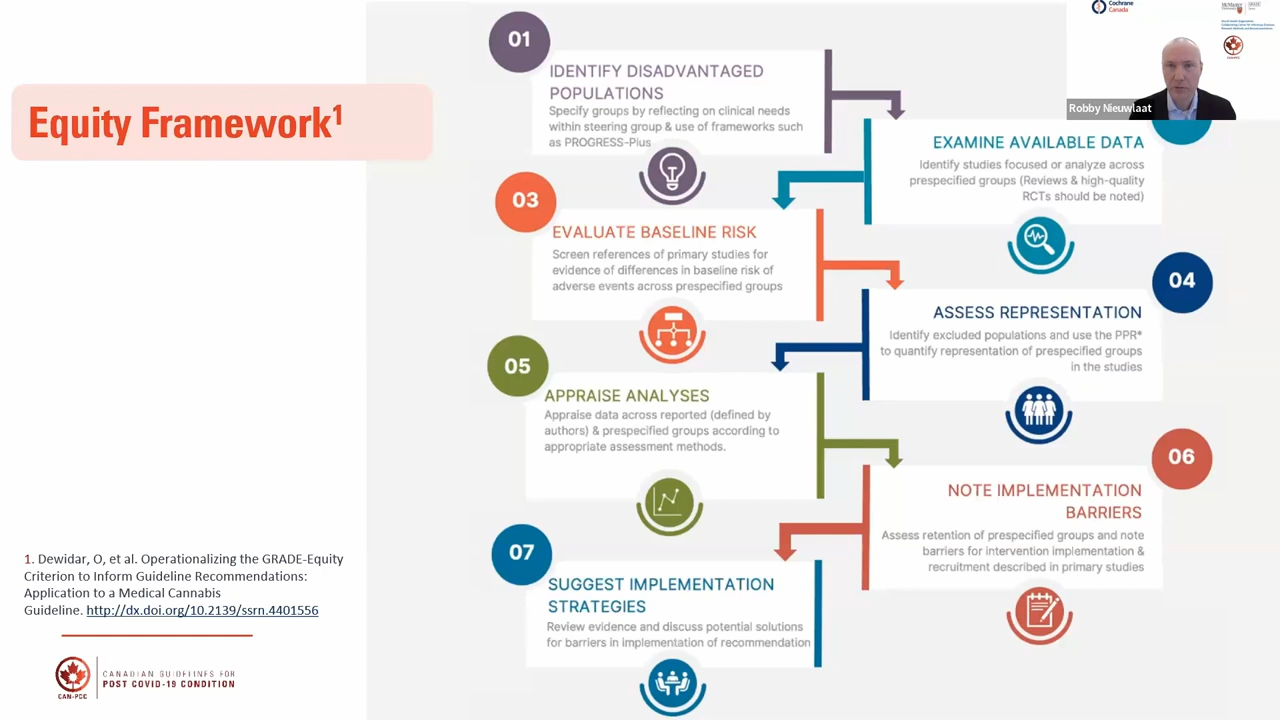 Equity Framework1
01
IDENTIFY DISADVANTAGED
POPULATIONS
Specify groups by reflecting on clinical needs
within steering group & use of frameworks such
as PROGRESS-Plus
EXAMINE AVAILABLE DATA
Identify studies focused or analyze across
prespecified groups (Reviews & high-quality
RCTs should be noted)
03
EVALUATE BASELINE RISK
Screen references of primary studies for
evidence of differences in baseline risk of
adverse events across prespecified groups
04
ASSESS REPRESENTATION
Identify excluded populations and use the PPR*
to quantify representation of prespecified groups
in the studies
05
APPRAISE ANALYSES
Appraise data across reported (defined by
authors) & prespecified groups according to
appropriate assessment methods.
06
NOTE IMPLEMENTATION
BARRIERS
Assess retention of prespecified groups and note
barriers for intervention implementation &
recruitment described in primary studies
07
SUGGEST IMPLEMENTATION
STRATEGIES
Review evidence and discuss potential solutions
for barriers in implementation of recommendation
1. Dewidar, O, et al. Operationalizing the GRADE-Equity
Criterion to Inform Guideline Recommendations:
Application to a Medical Cannabis
Guideline. http://dx.doi.org/10.2139/ssrn.4401556
CAN-PCC
CANADIAN GUIDELINES FOR
POST COVID-19 CONDITION
Cochrane
Canada
McMaster
University
GRADE
Robby Nieuwlaat